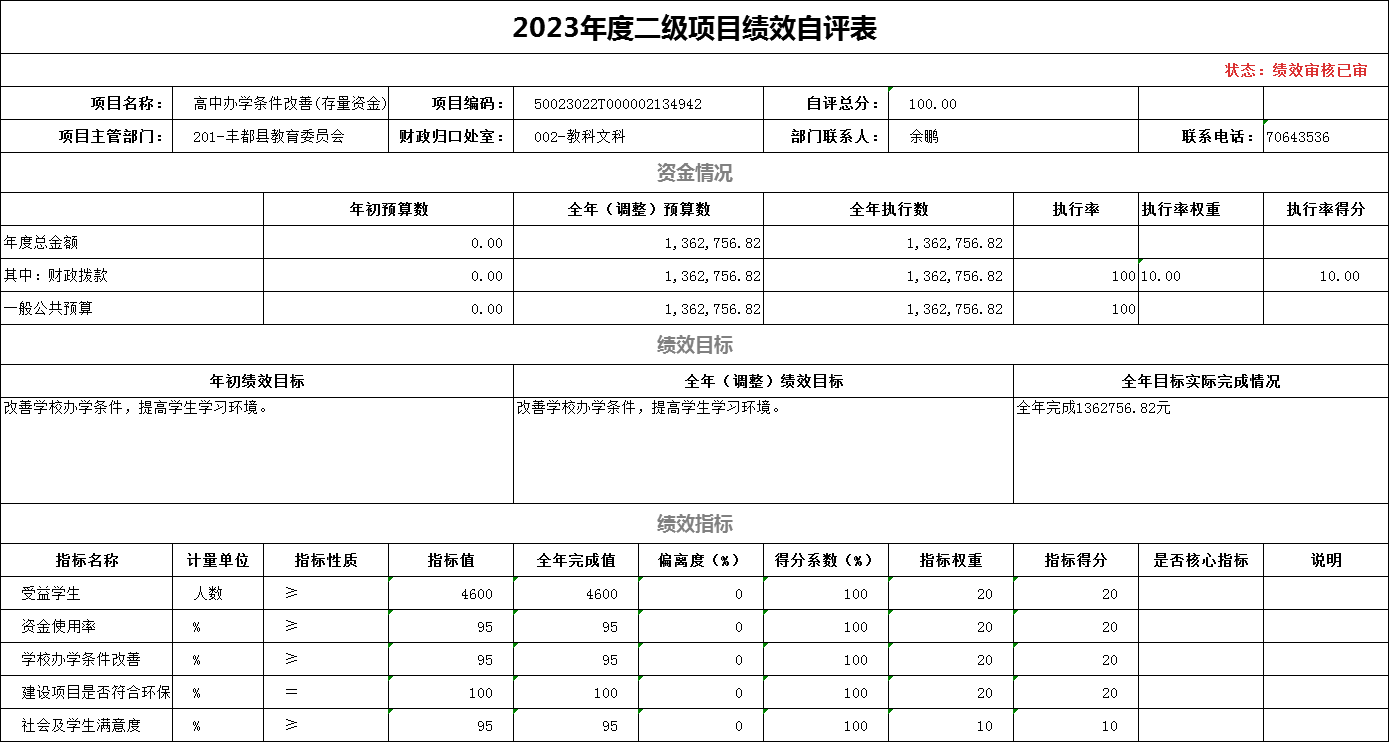 2023年度二级项目绩效自评表
状态：绩效审核已审
项目名称： 高中办学条件改善(存量资金) 项目编码： 50023022T000002134942 自评总分： 100.00
项目主管部门： 201-丰都县教育委员会 财政归口处室： 002-教科文科 部门联系人： 余鹏 联系电话： 70643536
资金情况
年初预算数 全年（调整）预算数 全年执行数 执行率 执行率权重 执行率得分
年度总金额 0.00 1,362,756.82 1,362,756.82
其中：财政拨款 0.00 1,362,756.82 1,362,756.82 100 10.00 10.00
一般公共预算 0.00 1,362,756.82 1,362,756.82 100
绩效目标
年初绩效目标 全年（调整）绩效目标 全年目标实际完成情况
改善学校办学条件，提高学生学习环境。 改善学校办学条件，提高学生学习环境。 全年完成1362756.82元
绩效指标
指标名称 计量单位 指标性质 指标值 全年完成值 偏离度（%） 得分系数（%） 指标权重 指标得分 是否核心指标 说明
受益学生 人数 ≥ 4600 4600 0 100 20 20
资金使用率 % ≥ 95 95 0 100 20 20
学校办学条件改善 % ≥ 95 95 0 100 20 20
建设项目是否符合环保 % ＝ 100 100 0 100 20 20
社会及学生满意度 % ≥ 95 95 0 100 10 10